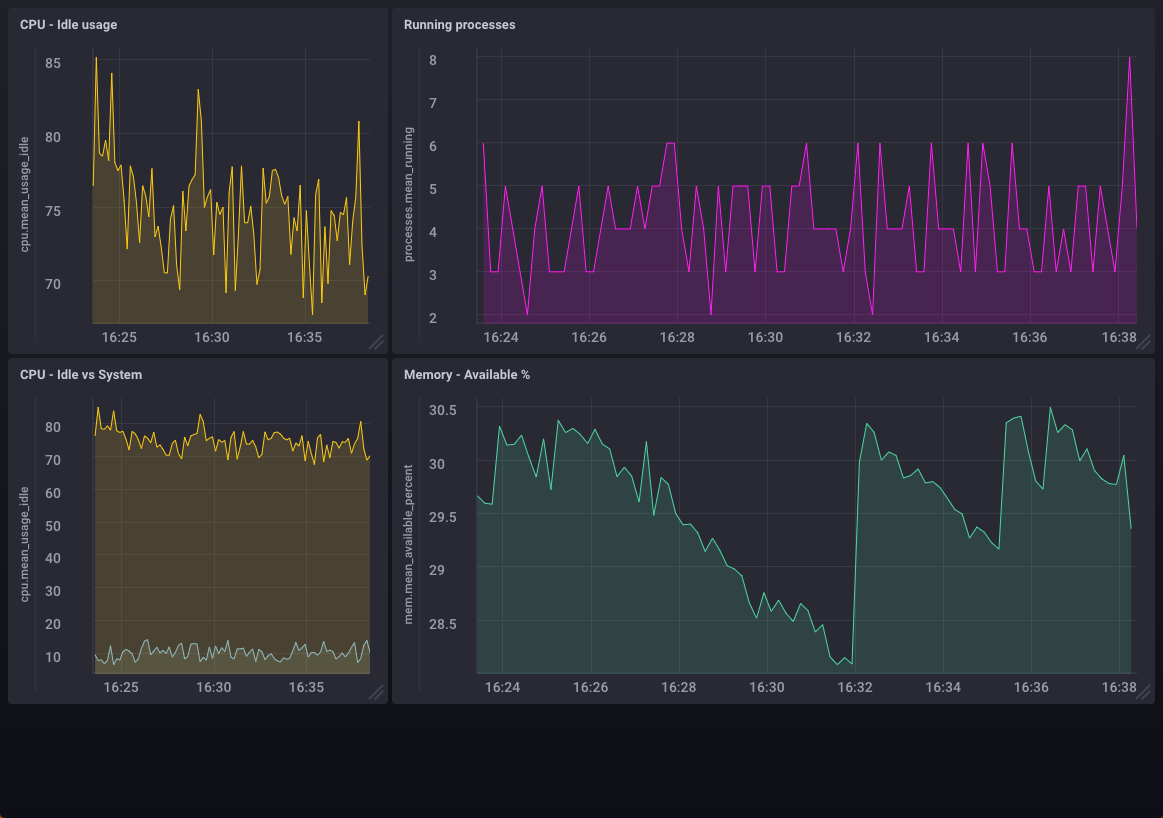 CPU - Idle usage
cpu.mean_usage_idle
85
80
75
70
16:25 16:30 16:35
Running processes
processes.mean_running
8
7
6
5
4
3
2
16:24 16:26 16:28 16:30 16:32 16:34 16:36 16:38
CPU - Idle vs System
cpu.mean_usage_idle
80
70
60
50
40
30
20
10
16:25 16:30 16:35
Memory - Available %
mem.mean_available_percent
30.5
30
29.5
29
28.5
16:24 16:26 16:28 16:30 16:32 16:34 16:36 16:38